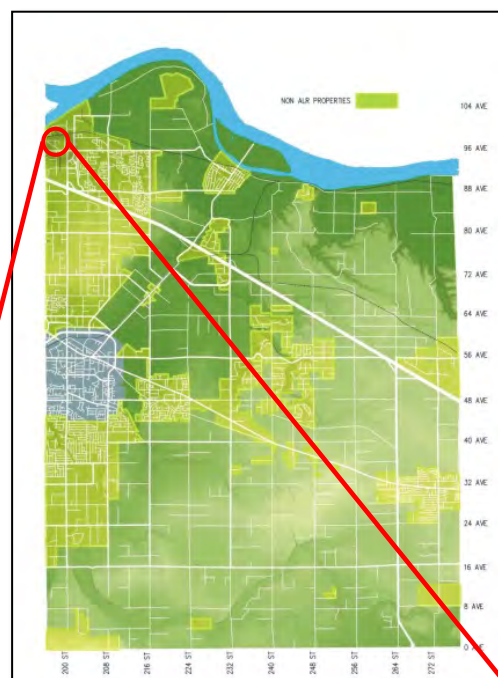 NON ALR PROPERTIES
104 AVE
96 AVE
88 AVE
80 AVE
72 AVE
64 AVE
56 AVE
48 AVE
40 AVE
32 AVE
24 AVE
16 AVE
8 AVE
0 AVE
200 ST
208 ST
216 ST
224 ST
232 ST
240 ST
248 ST
256 ST
264 ST
272 ST